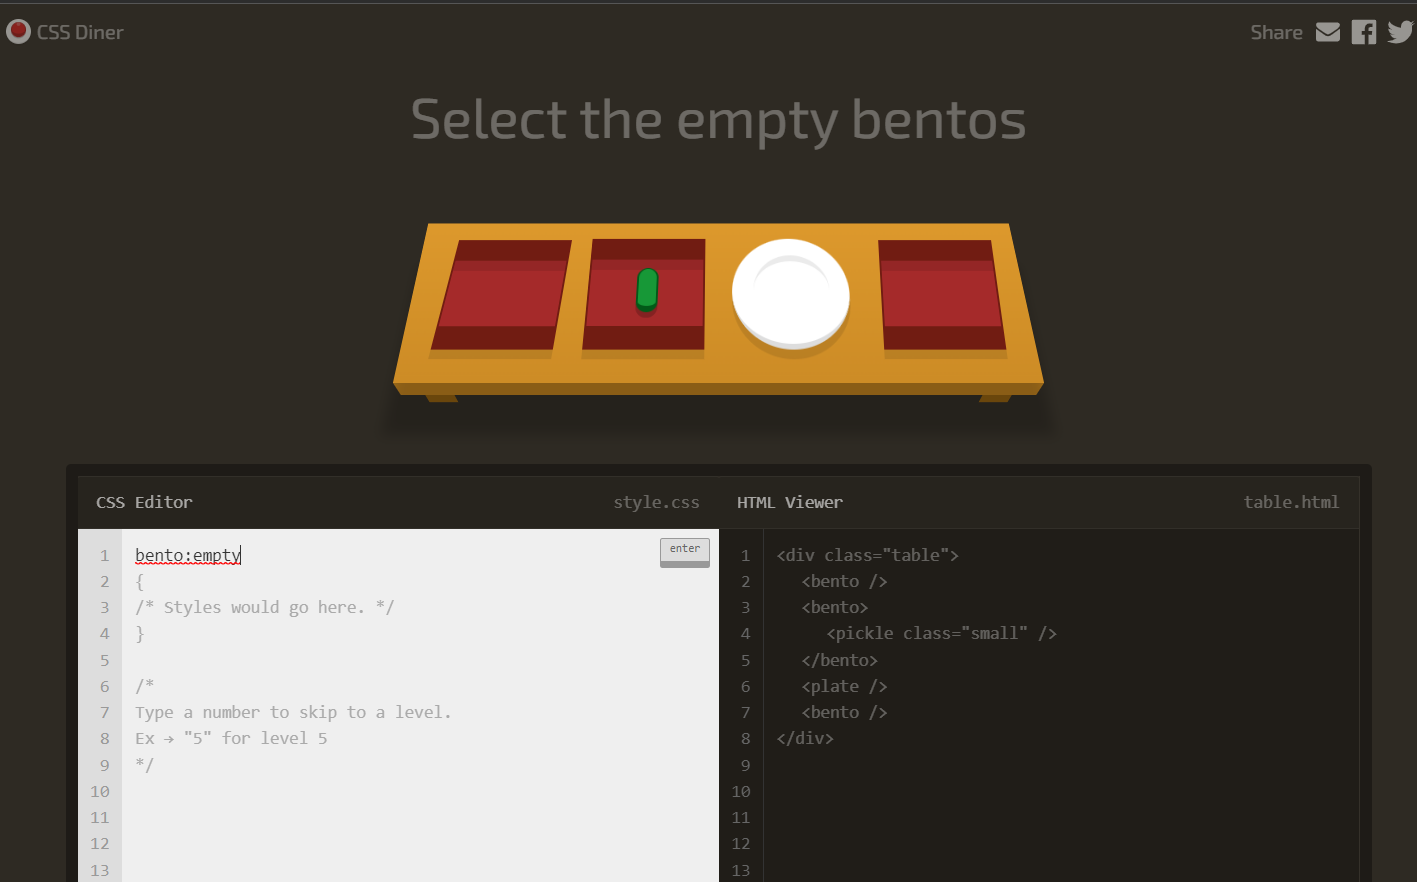 CSS Diner
Share
Select the empty bentos
CSS Editor
style.css
HTML Viewer
table.html
enter
1 bento:empty
2 {
3 /* Styles would go here. */
4 }
5
6 /*
7 Type a number to skip to a level.
8 Ex → "5" for level 5
9 */
10
11
12
13
1 <div class="table">
2 <bento />
3 <bento>
4 <pickle class="small" />
5 </bento>
6 <plate />
7 <bento />
8 </div>
9
10
11
12
13